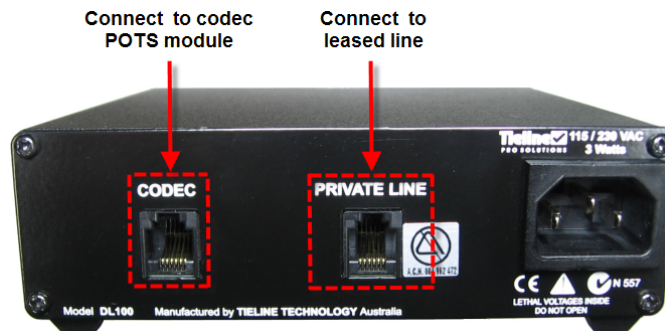 Connect to codec
POTS module
Connect to
leased line
Tieline
PRO SOLUTIONS
115 / 230 VAC
3 Watts
CODEC
PRIVATE LINE
CE
N 557
LETHAL VOLTAGES INSIDE
DO NOT OPEN
Model DL100 Manufactured by TIELINE TECHNOLOGY Australia